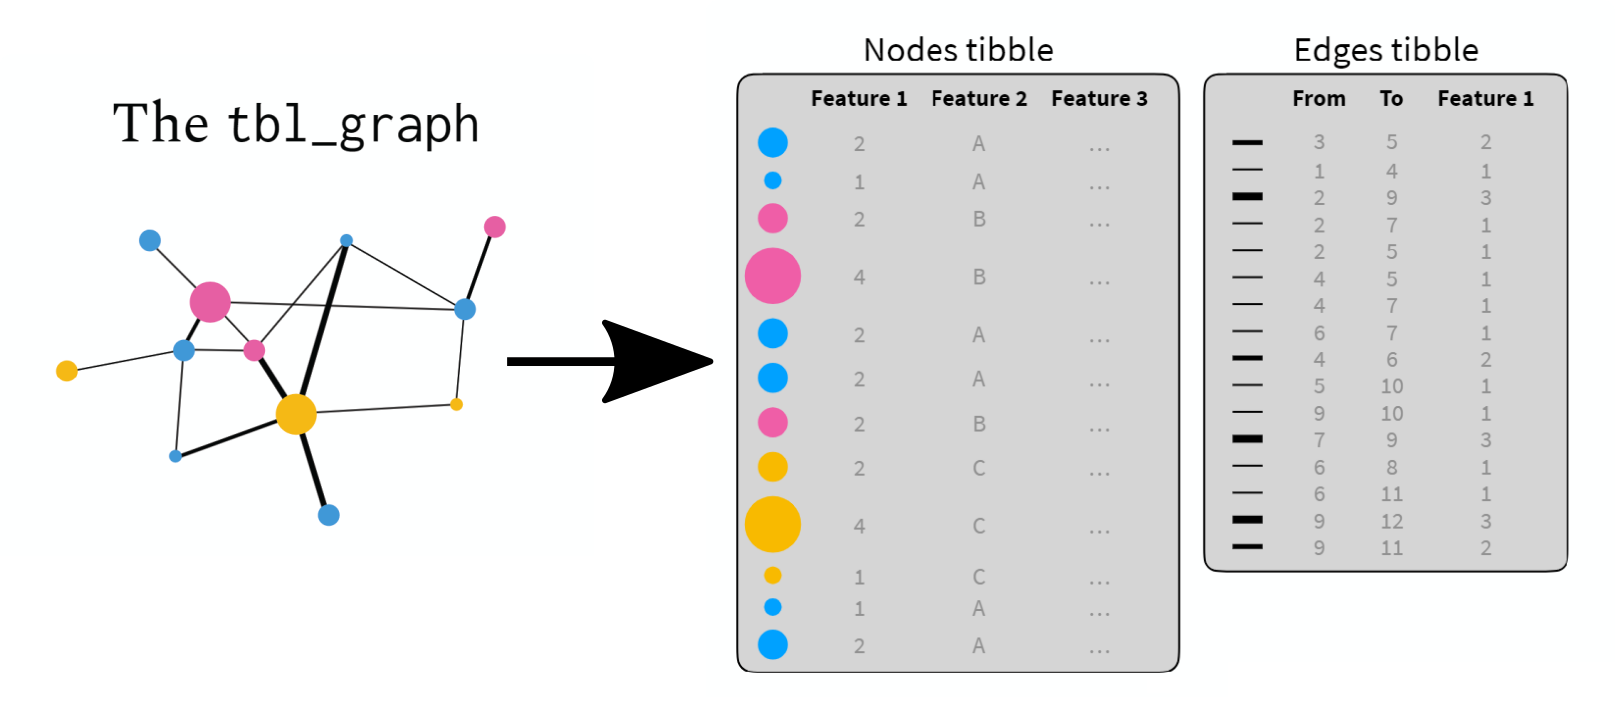 The tbl_graph
Nodes tibble
Feature 1 Feature 2 Feature 3
2 A ...
1 A ...
2 B ...
4 B ...
2 A ...
2 A ...
2 B ...
2 C ...
4 C ...
1 C ...
1 A ...
2 A ...
Edges tibble
From To Feature 1
3 5 2
1 4 1
2 9 3
2 7 1
2 5 1
4 5 1
4 7 1
6 7 1
4 6 2
5 10 1
9 10 1
7 9 3
6 8 1
6 11 1
9 12 3
9 11 2